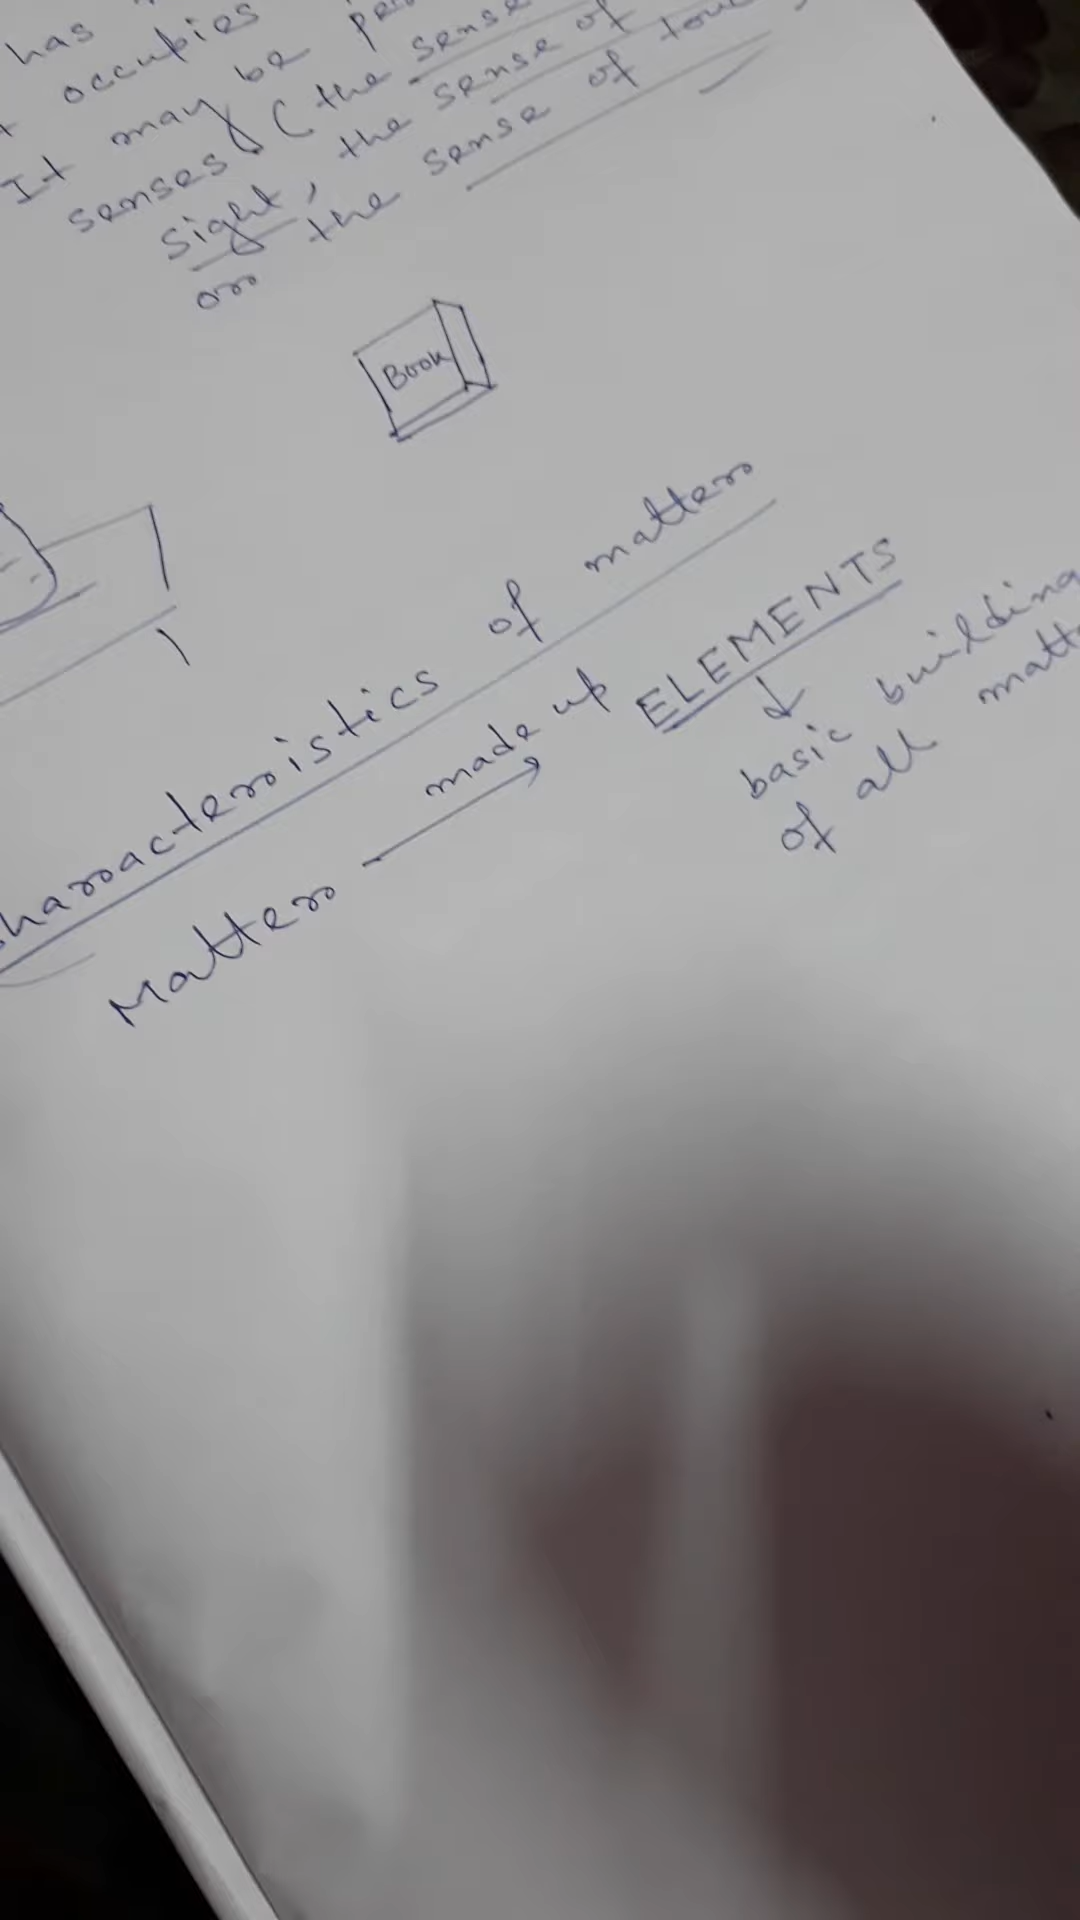 has
occupies
It may be
senses (the sense
sight, the sense of
or the sense of
Book
characteristics of matter
Matter made up ELEMENTS
basic building
of all